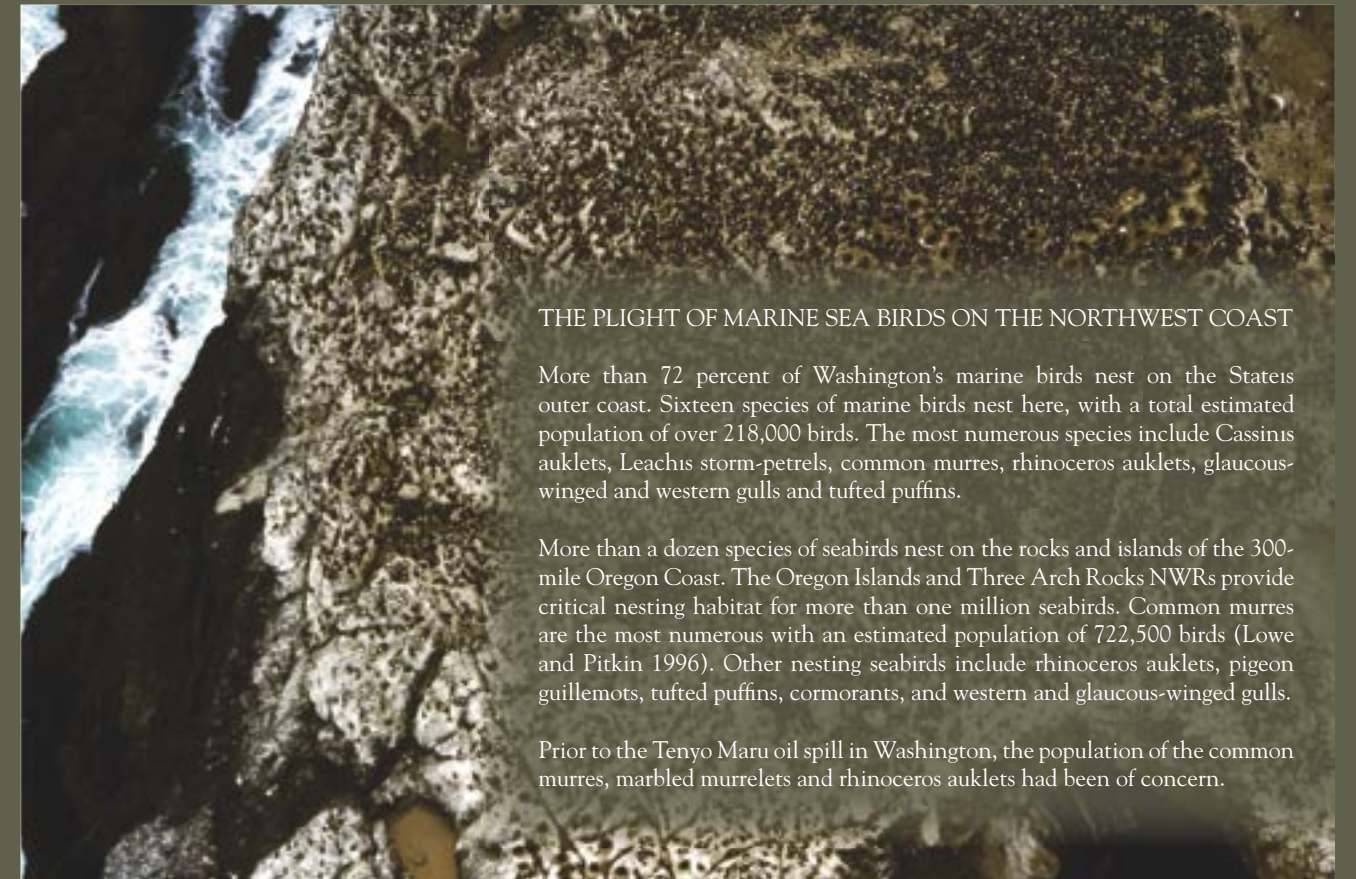 THE PLIGHT OF MARINE SEA BIRDS ON THE NORTHWEST COAST
More than 72 percent of Washington's marine birds nest on the Stateıs
outer coast. Sixteen species of marine birds nest here, with a total estimated
population of over 218,000 birds. The most numerous species include Cassinıs
auklets, Leachıs storm-petrels, common murres, rhinoceros auklets, glaucous-
winged and western gulls and tufted puffins.
More than a dozen species of seabirds nest on the rocks and islands of the 300-
mile Oregon Coast. The Oregon Islands and Three Arch Rocks NWRs provide
critical nesting habitat for more than one million seabirds. Common murres
are the most numerous with an estimated population of 722,500 birds (Lowe
and Pitkin 1996). Other nesting seabirds include rhinoceros auklets, pigeon
guillemots, tufted puffins, cormorants, and western and glaucous-winged gulls.
Prior to the Tenyo Maru oil spill in Washington, the population of the common
murres, marbled murrelets and rhinoceros auklets had been of concern.